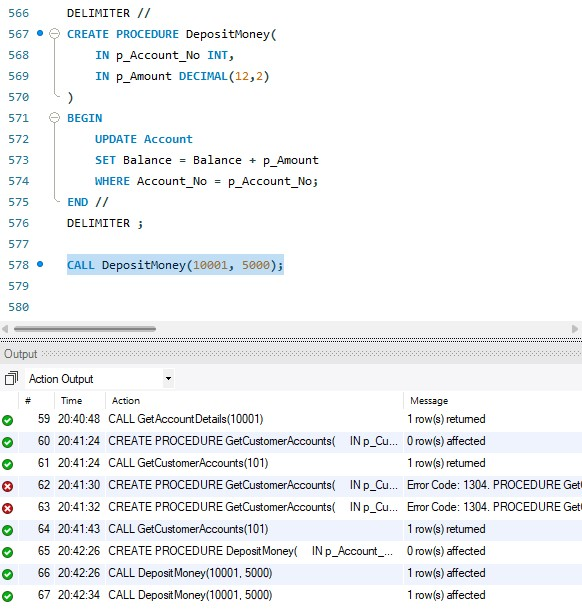 566 DELIMITER //
567 CREATE PROCEDURE DepositMoney(
568 IN p_Account_No INT,
569 IN p_Amount DECIMAL(12,2)
570 )
571 BEGIN
572 UPDATE Account
573 SET Balance = Balance + p_Amount
574 WHERE Account_No = p_Account_No;
575 END //
576 DELIMITER ;
577
578 CALL DepositMoney(10001, 5000);
579
580
Output
Action Output
# Time Action Message
59 20:40:48 CALL GetAccountDetails(10001) 1 row(s) returned
60 20:41:24 CREATE PROCEDURE GetCustomerAccounts( IN p_Cu... 0 row(s) affected
61 20:41:24 CALL GetCustomerAccounts(101) 1 row(s) returned
62 20:41:30 CREATE PROCEDURE GetCustomerAccounts( IN p_Cu... Error Code: 1304. PROCEDURE Get
63 20:41:32 CREATE PROCEDURE GetCustomerAccounts( IN p_Cu... Error Code: 1304. PROCEDURE Get
64 20:41:43 CALL GetCustomerAccounts(101) 1 row(s) returned
65 20:42:26 CREATE PROCEDURE DepositMoney( IN p_Account_... 0 row(s) affected
66 20:42:26 CALL DepositMoney(10001, 5000) 1 row(s) affected
67 20:42:34 CALL DepositMoney(10001, 5000) 1 row(s) affected